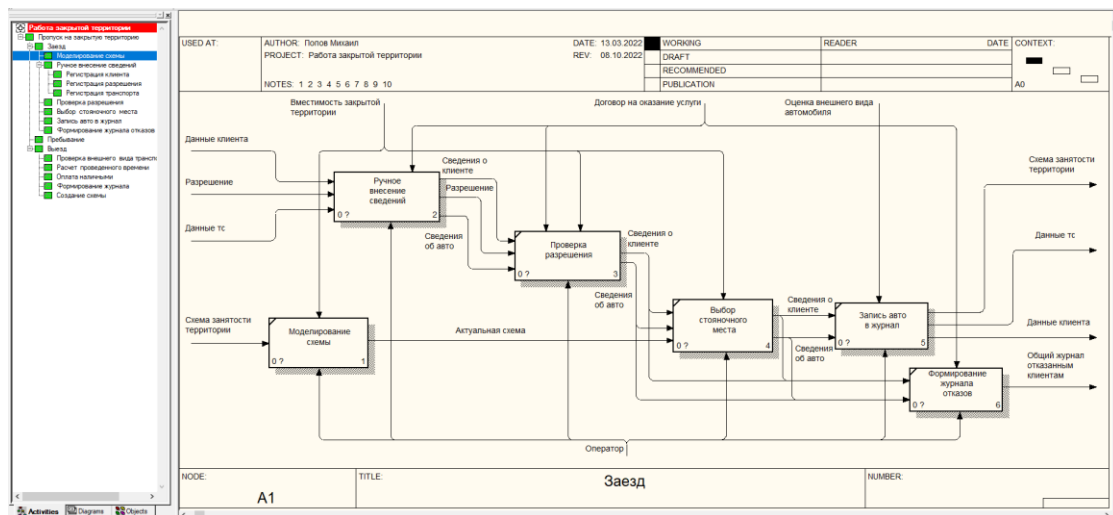 Работа закрытой территории
Пропуск на закрытую территорию
Заезд
Моделирование схемы
Ручное внесение сведений
Регистрация клиента
Регистрация разрешения
Регистрация транспорта
Проверка разрешения
Выбор стояночного места
Запись авто в журнал
Формирование журнала отказов
Пребывание
Выезд
Проверка внешнего вида трансп
Расчет проведенного времени
Оплата наличными
Формирование журнала
Создание схемы
Activities Diagrams Objects
USED AT:
AUTHOR: Попов Михаил
DATE: 13.03.2022
PROJECT: Работа закрытой территории
REV: 08.10.2022
NOTES: 1 2 3 4 5 6 7 8 9 10
WORKING
DRAFT
RECOMMENDED
PUBLICATION
READER
DATE
CONTEXT:
A0
Вместимость закрытой
территории
Договор на оказание услуги
Оценка внешнего вида
автомобиля
Данные клиента
Разрешение
Данные тс
Ручное
внесение
сведений
0 ?
2
Сведения о
клиенте
Разрешение
Сведения
об авто
Проверка
разрешения
0 ?
3
Сведения о
клиенте
Сведения
об авто
Схема занятости
территории
Моделирование
схемы
0 ?
1
Актуальная схема
Выбор
стояночного
места
0 ?
4
Сведения о
клиенте
Сведения
об авто
Запись авто
в журнал
0 ?
5
Формирование
журнала
отказов
0 ?
6
Схема занятости
территории
Данные тс
Данные клиента
Общий журнал
отказанным
клиентам
Оператор
NODE:
A1
TITLE:
Заезд
NUMBER: